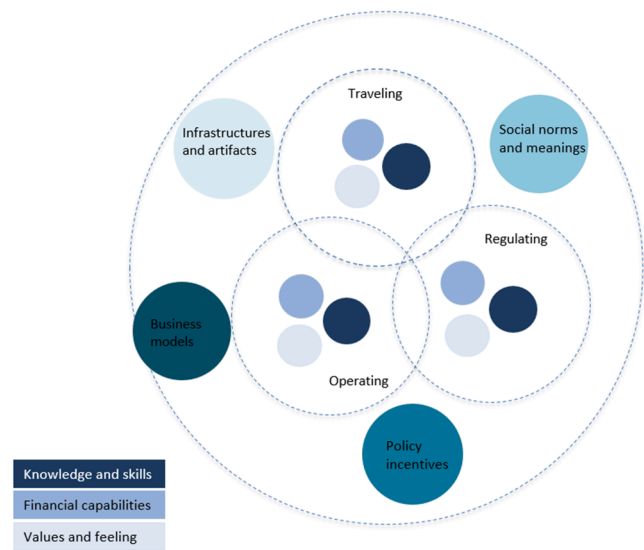 Traveling
Infrastructures
and artifacts
Social norms
and meanings
Regulating
Business
models
Operating
Policy
incentives
Knowledge and skills
Financial capabilities
Values and feeling